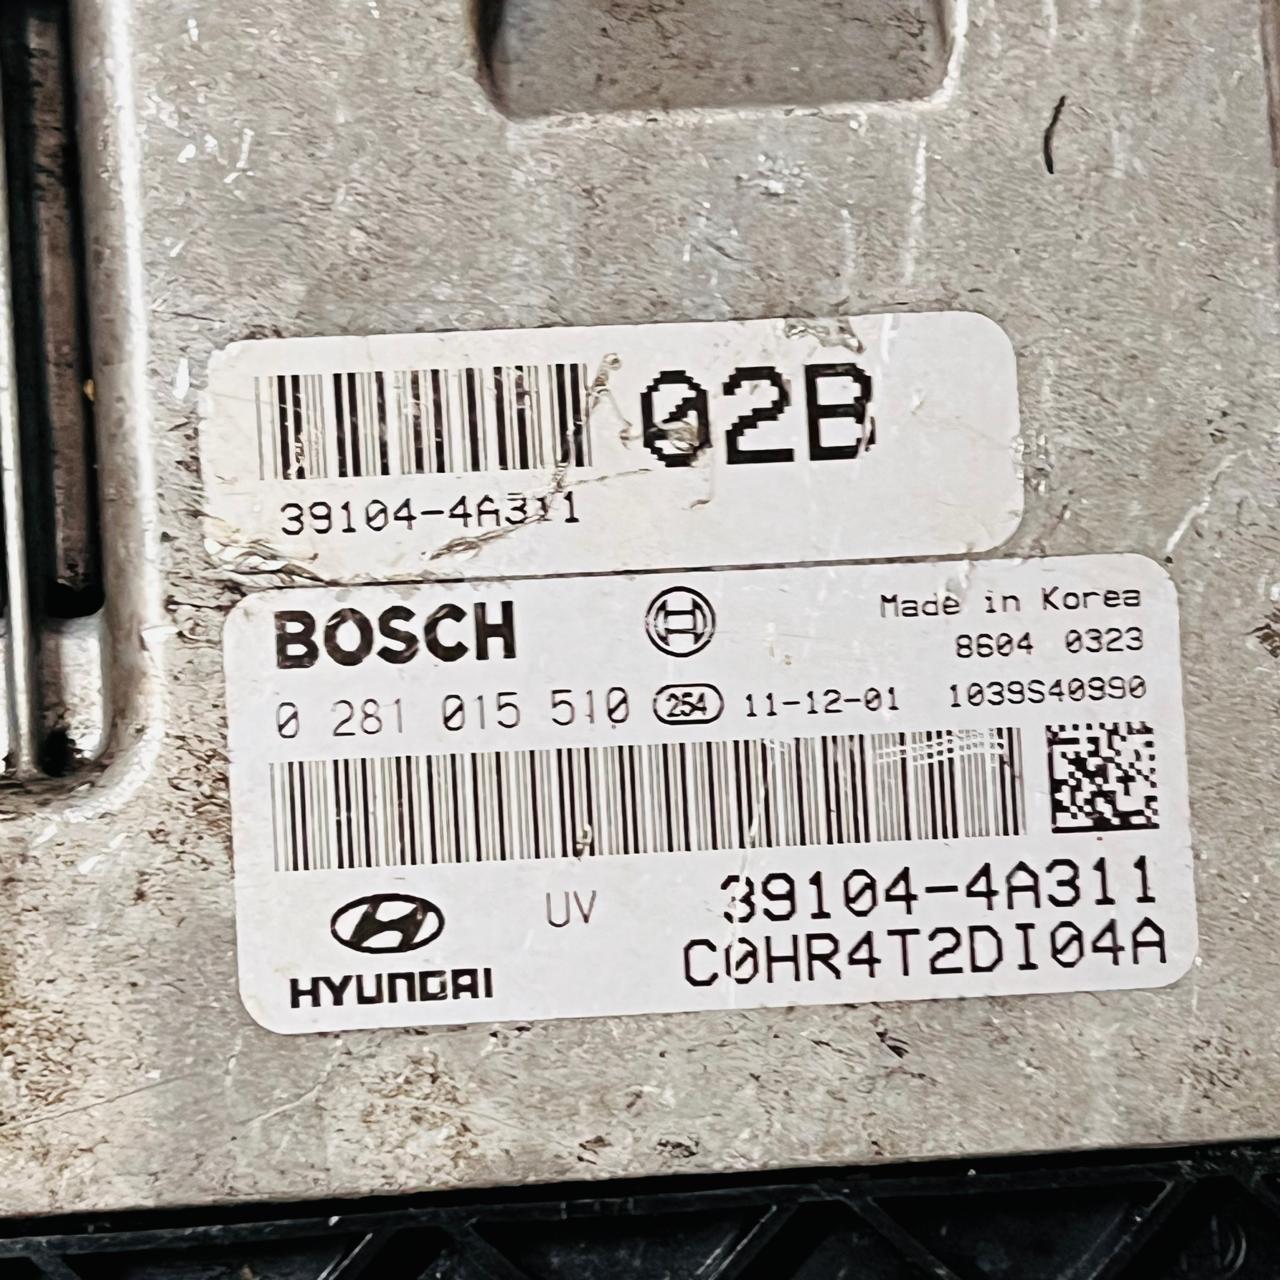 02B
39104-4A311
BOSCH
Made in Korea
8604 0323
0 281 015 510 254 11-12-01 1039S40990
UV
39104-4A311
HYUNDAI
C0HR4T2DI04A